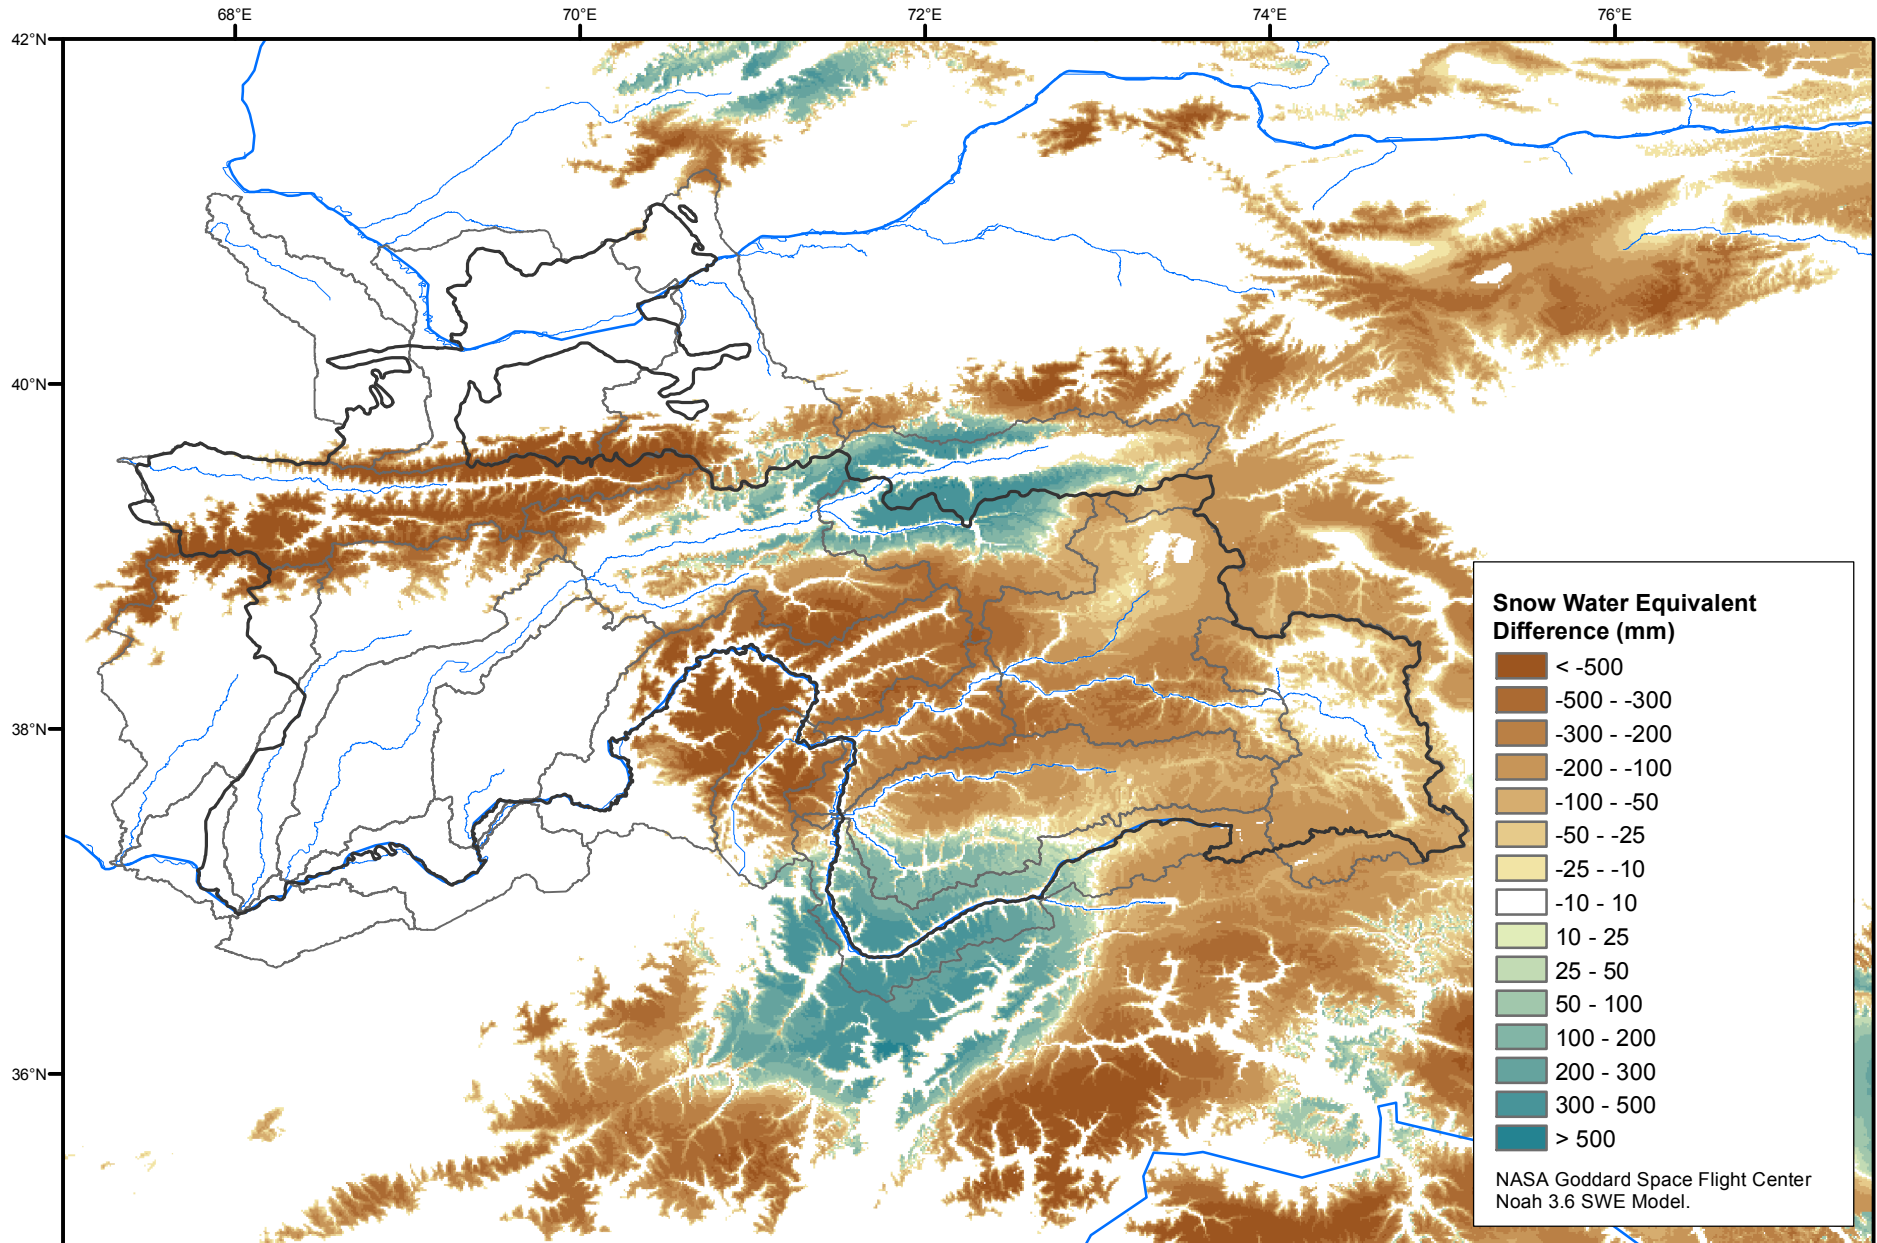 68°E 70°E 72°E 74°E 76°E
42°N
40°N
38°N
36°N
Snow Water Equivalent
Difference (mm)
< -500
-500 - -300
-300 - -200
-200 - -100
-100 - -50
-50 - -25
-25 - -10
-10 - 10
10 - 25
25 - 50
50 - 100
100 - 200
200 - 300
300 - 500
> 500
NASA Goddard Space Flight Center
Noah 3.6 SWE Model.